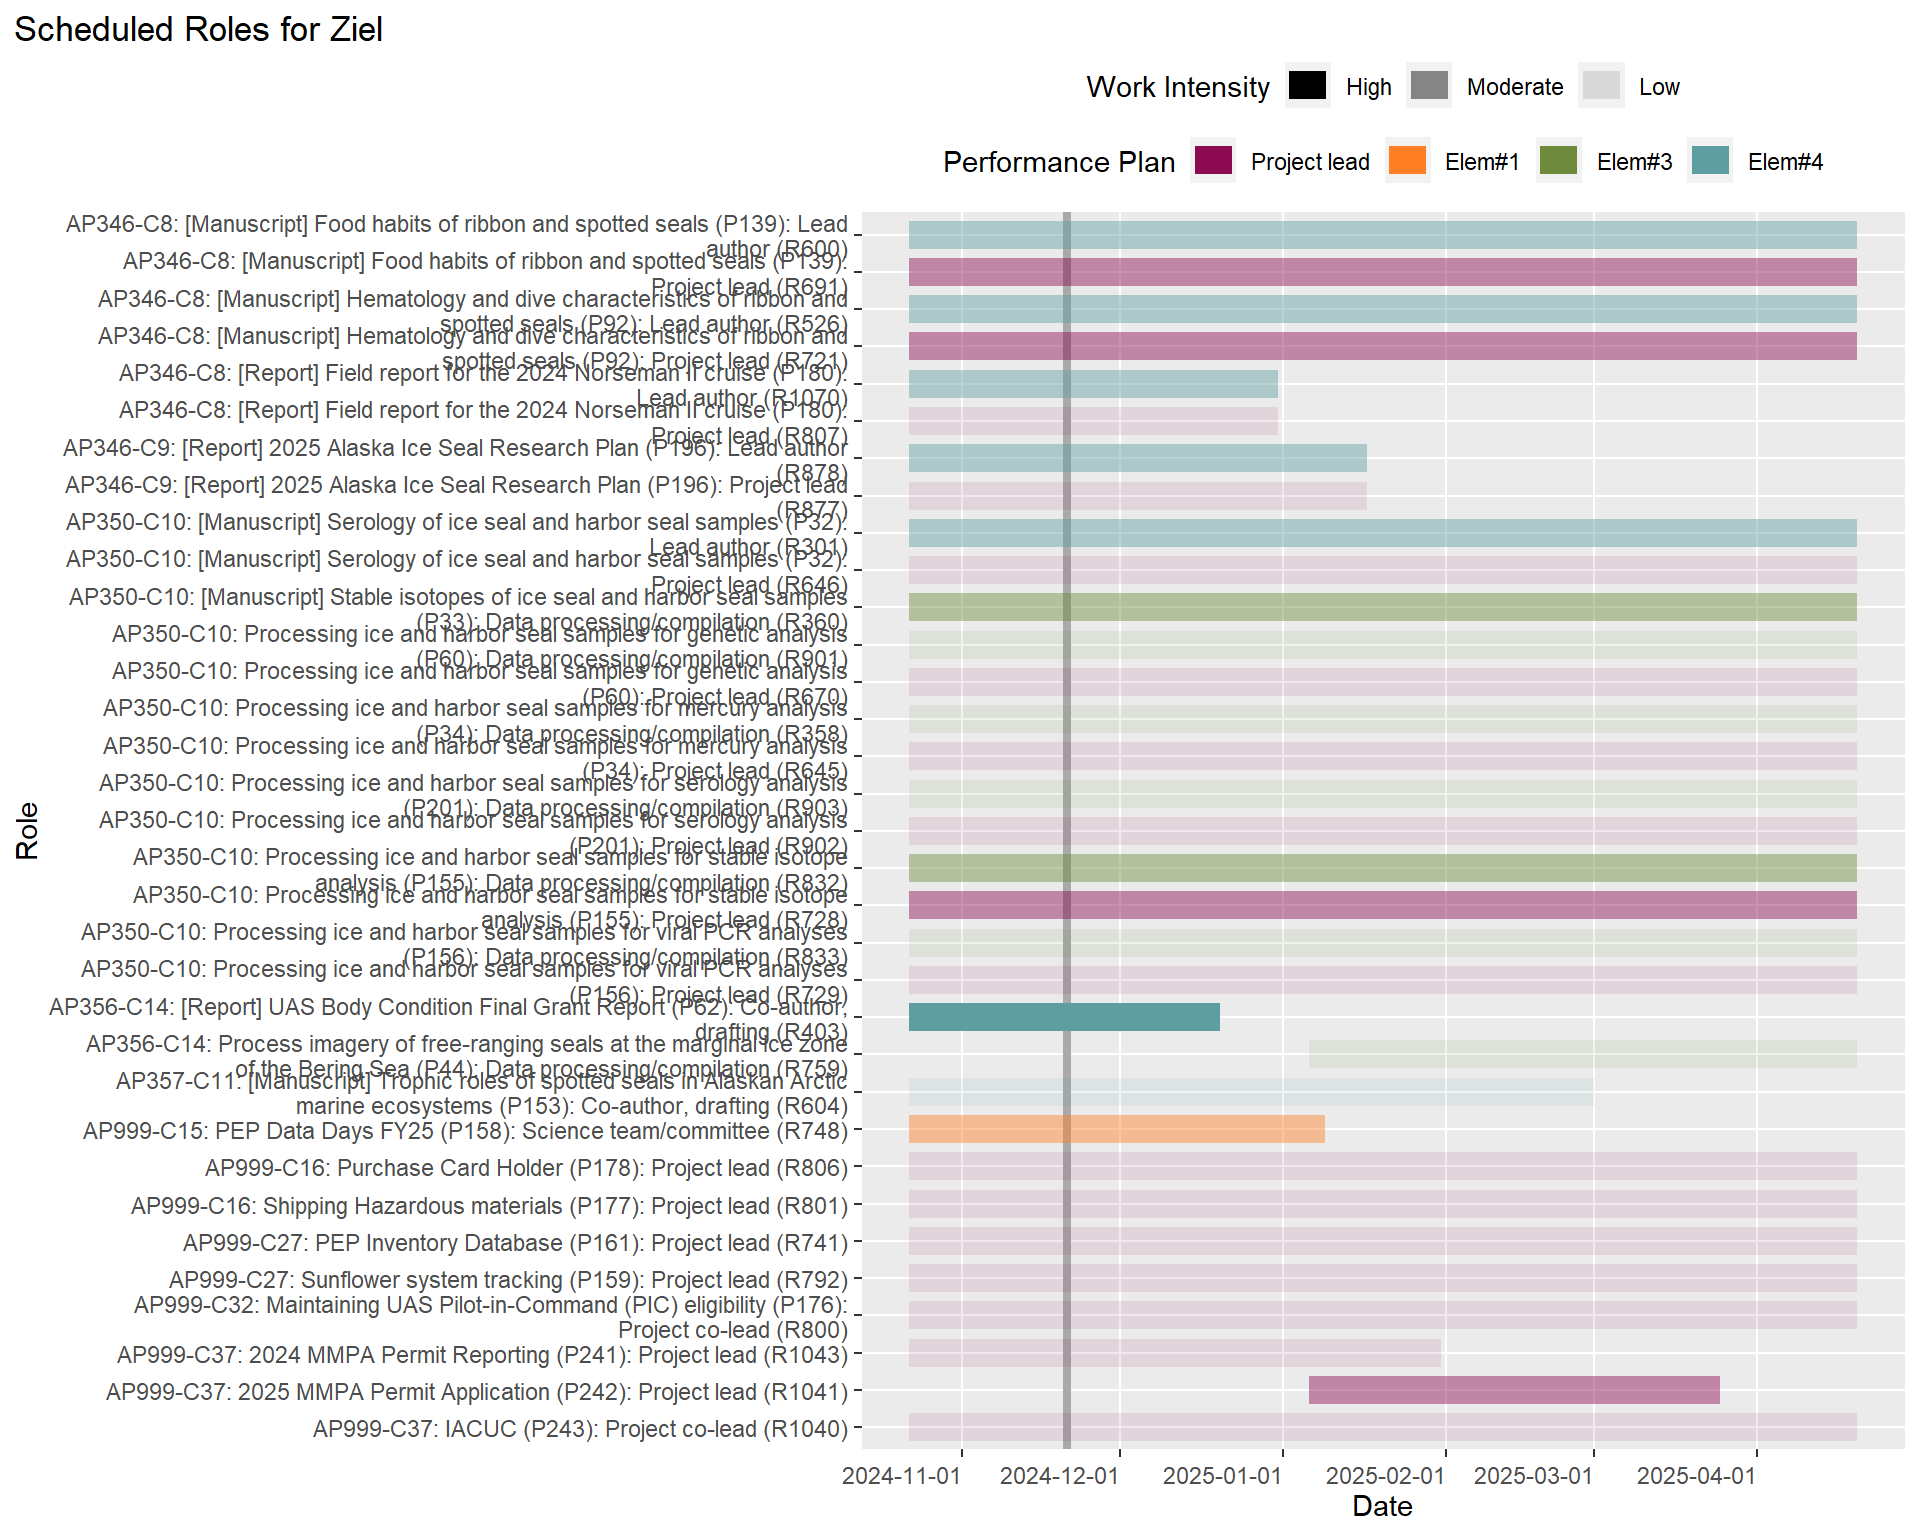 Scheduled Roles for Ziel
Work Intensity High Moderate Low
Performance Plan Project lead Elem#1 Elem#3 Elem#4
AP346-C8: [Manuscript] Food habits of ribbon and spotted seals (P139): Lead
author (R600)
AP346-C8: [Manuscript] Food habits of ribbon and spotted seals (P139):
Project lead (R691)
AP346-C8: [Manuscript] Hematology and dive characteristics of ribbon and
spotted seals (P92): Lead author (R526)
AP346-C8: [Manuscript] Hematology and dive characteristics of ribbon and
spotted seals (P92): Project lead (R721)
AP346-C8: [Report] Field report for the 2024 Norseman II cruise (P180):
Lead author (R1070)
AP346-C8: [Report] Field report for the 2024 Norseman II cruise (P180):
Project lead (R807)
AP346-C9: [Report] 2025 Alaska Ice Seal Research Plan (P196): Lead author
(R878)
AP346-C9: [Report] 2025 Alaska Ice Seal Research Plan (P196): Project lead
(R877)
AP350-C10: [Manuscript] Serology of ice seal and harbor seal samples (P32):
Lead author (R301)
AP350-C10: [Manuscript] Serology of ice seal and harbor seal samples (P32):
Project lead (R646)
AP350-C10: [Manuscript] Stable isotopes of ice seal and harbor seal samples
(P33): Data processing/compilation (R360)
AP350-C10: Processing ice and harbor seal samples for genetic analysis
(P60): Data processing/compilation (R901)
AP350-C10: Processing ice and harbor seal samples for genetic analysis
(P60): Project lead (R670)
AP350-C10: Processing ice and harbor seal samples for mercury analysis
(P34): Data processing/compilation (R358)
AP350-C10: Processing ice and harbor seal samples for mercury analysis
(P34): Project lead (R645)
AP350-C10: Processing ice and harbor seal samples for serology analysis
(P201): Data processing/compilation (R903)
AP350-C10: Processing ice and harbor seal samples for serology analysis
(P201): Project lead (R902)
AP350-C10: Processing ice and harbor seal samples for stable isotope
analysis (P155): Data processing/compilation (R832)
AP350-C10: Processing ice and harbor seal samples for stable isotope
analysis (P155): Project lead (R728)
AP350-C10: Processing ice and harbor seal samples for viral PCR analyses
(P156): Data processing/compilation (R833)
AP350-C10: Processing ice and harbor seal samples for viral PCR analyses
(P156): Project lead (R729)
AP356-C14: [Report] UAS Body Condition Final Grant Report (P62): Co-author,
drafting (R403)
AP356-C14: Process imagery of free-ranging seals at the marginal ice zone
of the Bering Sea (P44): Data processing/compilation (R759)
AP357-C11: [Manuscript] Trophic roles of spotted seals in Alaskan Arctic
marine ecosystems (P153): Co-author, drafting (R604)
AP999-C15: PEP Data Days FY25 (P158): Science team/committee (R748)
AP999-C16: Purchase Card Holder (P178): Project lead (R806)
AP999-C16: Shipping Hazardous materials (P177): Project lead (R801)
AP999-C27: PEP Inventory Database (P161): Project lead (R741)
AP999-C27: Sunflower system tracking (P159): Project lead (R792)
AP999-C32: Maintaining UAS Pilot-in-Command (PIC) eligibility (P176):
Project co-lead (R800)
AP999-C37: 2024 MMPA Permit Reporting (P241): Project lead (R1043)
AP999-C37: 2025 MMPA Permit Application (P242): Project lead (R1041)
AP999-C37: IACUC (P243): Project co-lead (R1040)
Role
2024-11-01 2024-12-01 2025-01-01 2025-02-01 2025-03-01 2025-04-01
Date